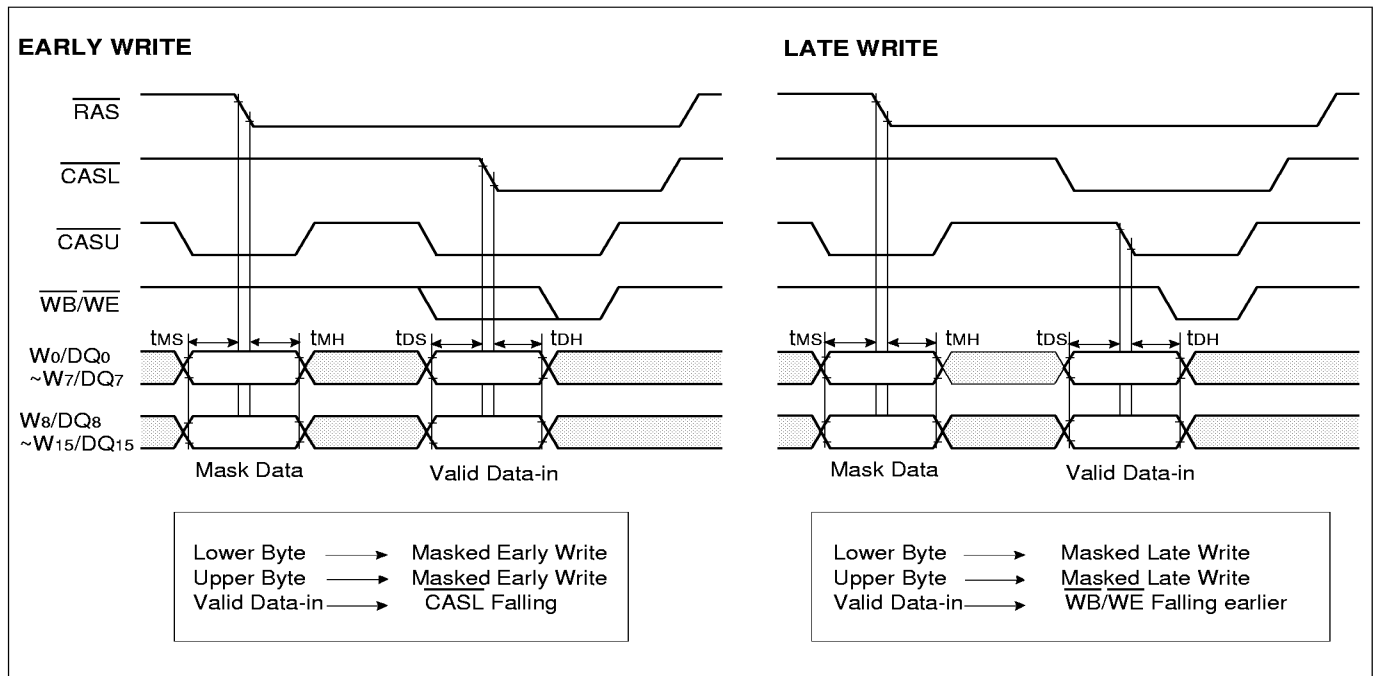 EARLY WRITE
RAS
CASL
CASU
WB/WE
tMS tMH tDS tDH
W0/DQ0
~W7/DQ7
W8/DQ8
~W15/DQ15
Mask Data Valid Data-in
Lower Byte Masked Early Write
Upper Byte Masked Early Write
Valid Data-in CASL Falling
LATE WRITE
tMS tMH tDS tDH
Mask Data Valid Data-in
Lower Byte Masked Late Write
Upper Byte Masked Late Write
Valid Data-in WB/WE Falling earlier